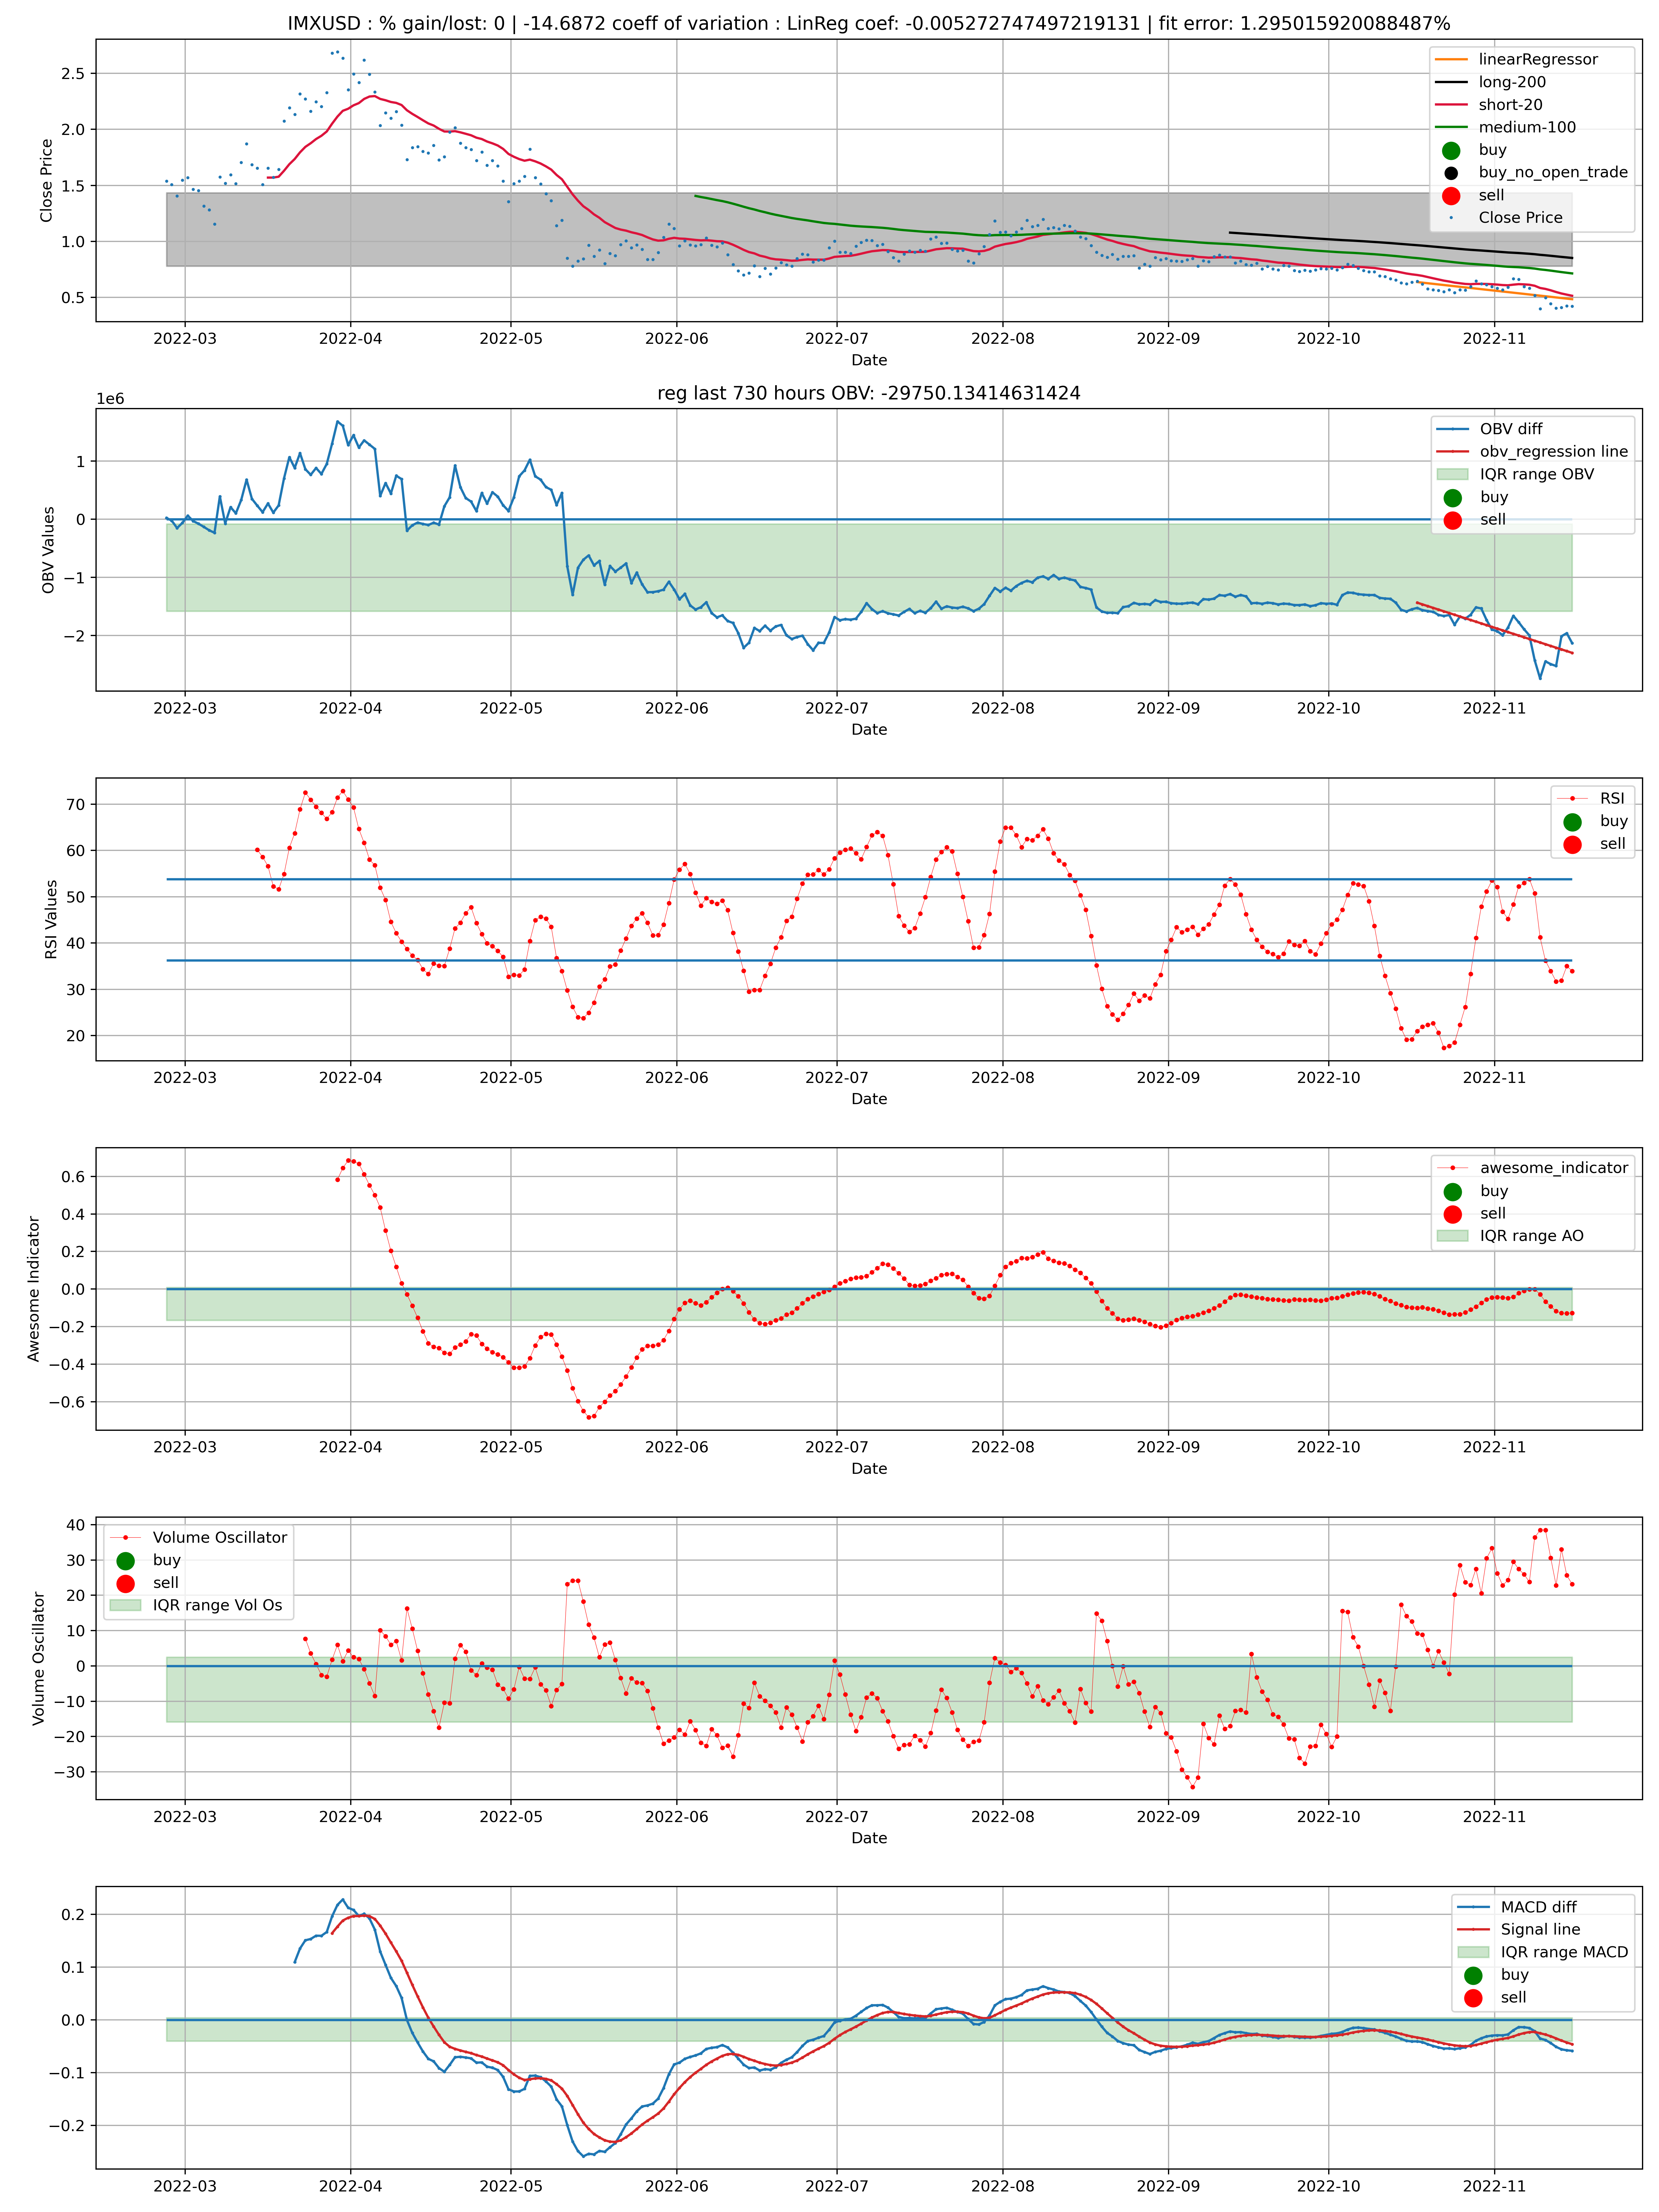 IMXUSD : % gain/lost: 0 | -14.6872 coeff of variation : LinReg coef: -0.005272747497219131 | fit error: 1.295015920088487%
Close Price
2.5
2.0
1.5
1.0
0.5
linearRegressor
long-200
short-20
medium-100
buy
buy_no_open_trade
sell
Close Price
2022-03 2022-04 2022-05 2022-06 2022-07 2022-08 2022-09 2022-10 2022-11
Date
reg last 730 hours OBV: -29750.13414631424
1e6
OBV Values
1
0
−1
−2
OBV diff
obv_regression line
IQR range OBV
buy
sell
2022-03 2022-04 2022-05 2022-06 2022-07 2022-08 2022-09 2022-10 2022-11
Date
RSI Values
70
60
50
40
30
20
RSI
buy
sell
2022-03 2022-04 2022-05 2022-06 2022-07 2022-08 2022-09 2022-10 2022-11
Date
Awesome Indicator
0.6
0.4
0.2
0.0
−0.2
−0.4
−0.6
awesome_indicator
buy
sell
IQR range AO
2022-03 2022-04 2022-05 2022-06 2022-07 2022-08 2022-09 2022-10 2022-11
Date
Volume Oscillator
40
30
20
10
0
−10
−20
−30
Volume Oscillator
buy
sell
IQR range Vol Os
2022-03 2022-04 2022-05 2022-06 2022-07 2022-08 2022-09 2022-10 2022-11
Date
0.2
0.1
0.0
−0.1
−0.2
MACD diff
Signal line
IQR range MACD
buy
sell
2022-03 2022-04 2022-05 2022-06 2022-07 2022-08 2022-09 2022-10 2022-11